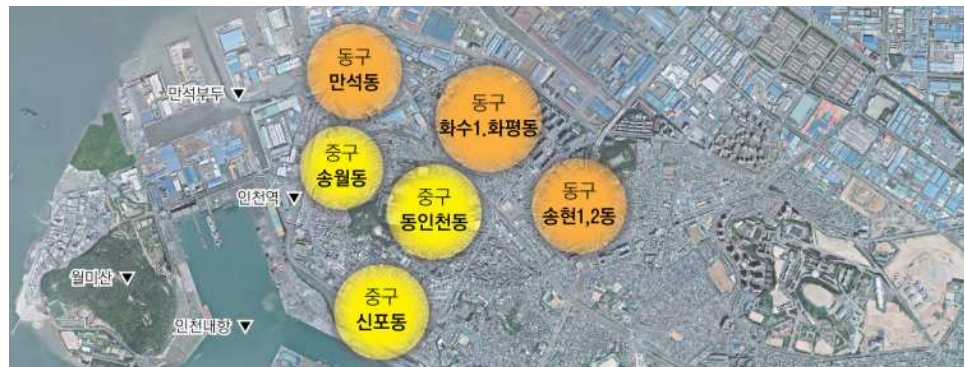 동구
만석동
만석부두 ▼
동구
화수1.화평동
중구
송월동
인천역 ▼
중구
동인천동
동구
송현1,2동
월미산 ▼
중구
신포동
인천내항 ▼